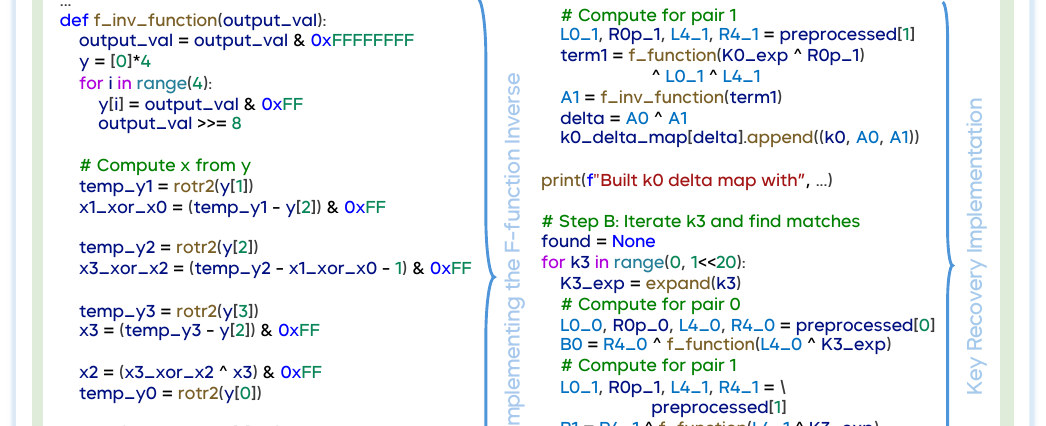 ...
def f_inv_function(output_val):
output_val = output_val & 0xFFFFFFFF
y = [0]*4
for i in range(4):
y[i] = output_val & 0xFF
output_val >>= 8
# Compute x from y
temp_y1 = rotr2(y[1])
x1_xor_x0 = (temp_y1 - y[2]) & 0xFF
temp_y2 = rotr2(y[2])
x3_xor_x2 = (temp_y2 - x1_xor_x0 - 1) & 0xFF
temp_y3 = rotr2(y[3])
x3 = (temp_y3 - y[2]) & 0xFF
x2 = (x3_xor_x2 ^ x3) & 0xFF
temp_y0 = rotr2(y[0])
mplementing the F-function Inverse
# Compute for pair 1
L0_1, R0p_1, L4_1, R4_1 = preprocessed[1]
term1 = f_function(K0_exp ^ R0p_1)
^ L0_1 ^ L4_1
A1 = f_inv_function(term1)
delta = A0 ^ A1
k0_delta_map[delta].append((k0, A0, A1))
print(f"Built k0 delta map with”, ...)
# Step B: Iterate k3 and find matches
found = None
for k3 in range(0, 1<<20):
K3_exp = expand(k3)
# Compute for pair 0
L0_0, R0p_0, L4_0, R4_0 = preprocessed[0]
B0 = R4_0 ^ f_function(L4_0 ^ K3_exp)
# Compute for pair 1
L0_1, R0p_1, L4_1, R4_1 = \
preprocessed[1]
B1 = R4_1 ^ f_function(L4_1 ^ K3_exp)
Key Recovery Implementation